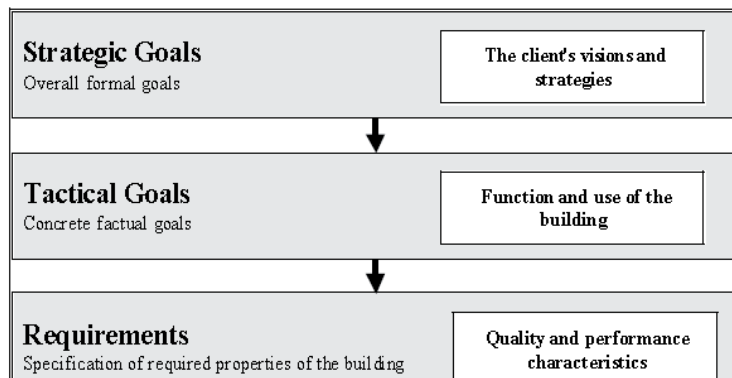 Strategic Goals
Overall formal goals
The client's visions and
strategies
Tactical Goals
Concrete factual goals
Function and use of the
building
Requirements
Specification of required properties of the building
Quality and performance
characteristics